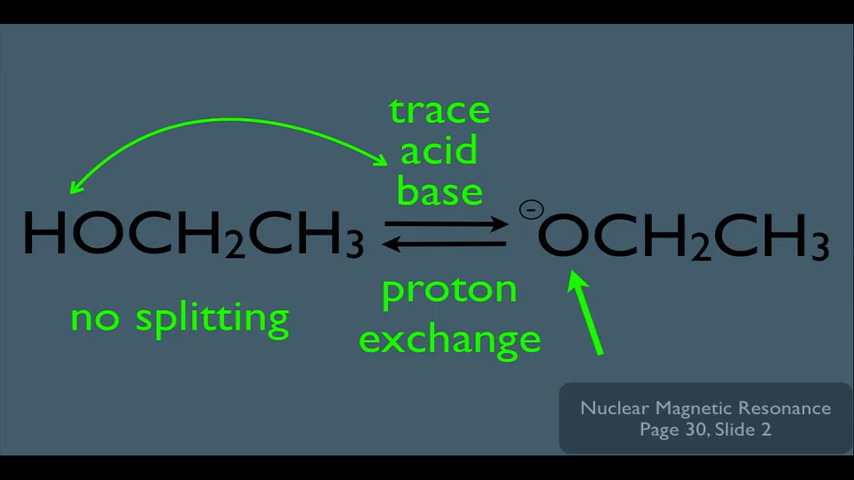 trace
acid
base
HOCH₂CH₃ ⇌ ⊖OCH₂CH₃
proton
exchange
no splitting
Nuclear Magnetic Resonance
Page 30, Slide 2